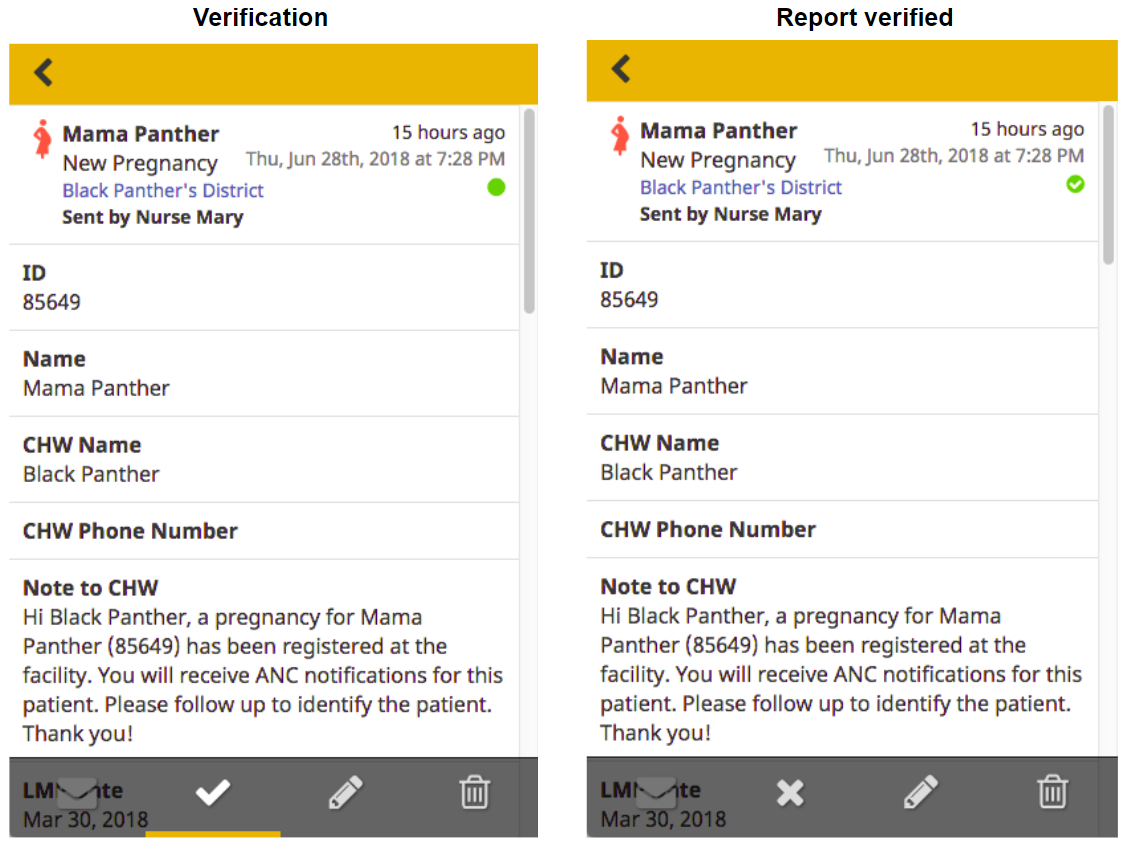 Verification
Mama Panther
15 hours ago
New Pregnancy
Thu, Jun 28th, 2018 at 7:28 PM
Black Panther's District
Sent by Nurse Mary
ID
85649
Name
Mama Panther
CHW Name
Black Panther
CHW Phone Number
Note to CHW
Hi Black Panther, a pregnancy for Mama
Panther (85649) has been registered at the
facility. You will receive ANC notifications for this
patient. Please follow up to identify the patient.
Thank you!
Mar 30, 2018
Report verified
Mama Panther
15 hours ago
New Pregnancy
Thu, Jun 28th, 2018 at 7:28 PM
Black Panther's District
Sent by Nurse Mary
ID
85649
Name
Mama Panther
CHW Name
Black Panther
CHW Phone Number
Note to CHW
Hi Black Panther, a pregnancy for Mama
Panther (85649) has been registered at the
facility. You will receive ANC notifications for this
patient. Please follow up to identify the patient.
Thank you!
Mar 30, 2018